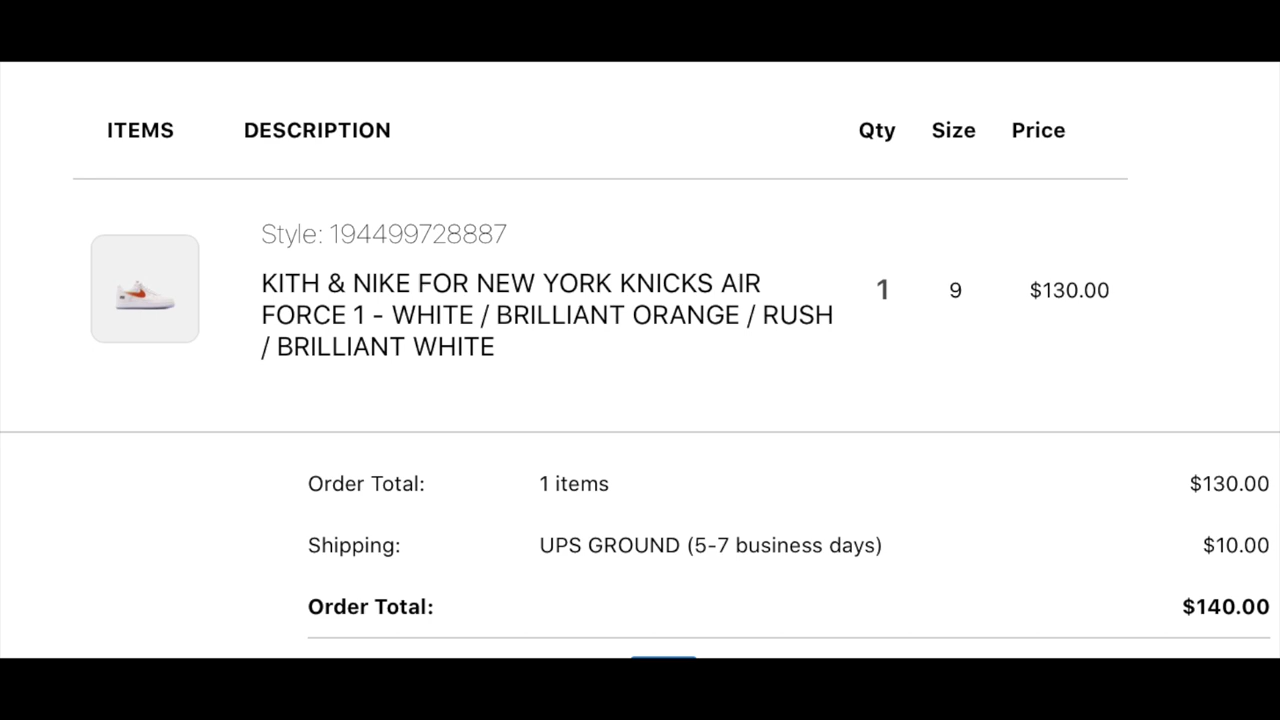 ITEMS DESCRIPTION Qty Size Price
Style: 194499728887
KITH & NIKE FOR NEW YORK KNICKS AIR
FORCE 1 - WHITE / BRILLIANT ORANGE / RUSH
/ BRILLIANT WHITE
1 9 $130.00
Order Total: 1 items $130.00
Shipping: UPS GROUND (5-7 business days) $10.00
Order Total: $140.00